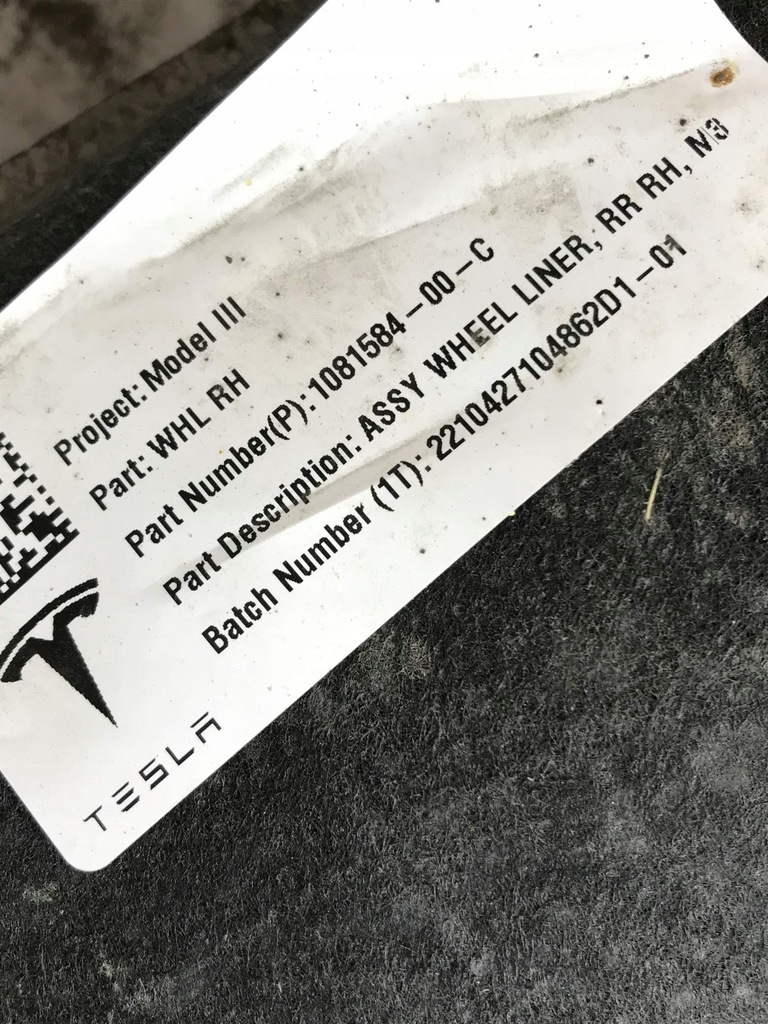 Project: Model III
Part: WHL RH
Part Number(P): 1081584-00-C
Part Description: ASSY WHEEL LINER, RR RH, M3
Batch Number (1T): 2210427104862D1-01
TESLA